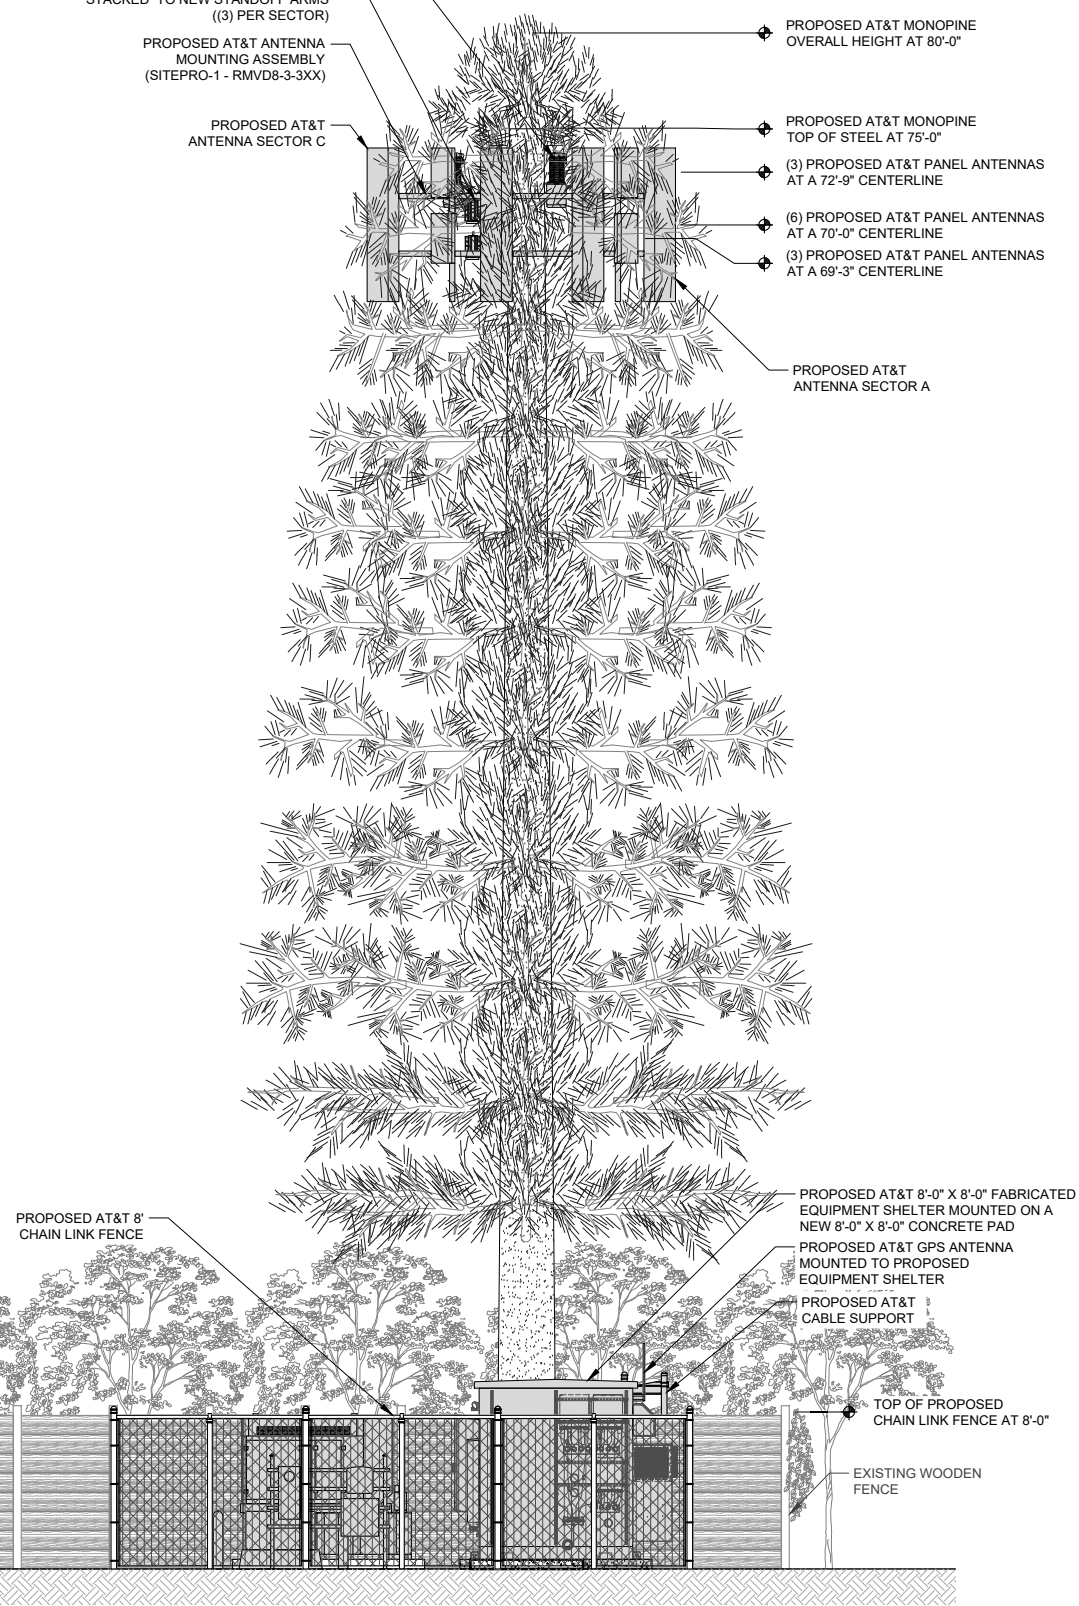 STACKED TO NEW STANDOFF ARMS
((3) PER SECTOR)
PROPOSED AT&T ANTENNA
MOUNTING ASSEMBLY
(SITEPRO-1 - RMVD8-3-3XX)
PROPOSED AT&T
ANTENNA SECTOR C
PROPOSED AT&T MONOPINE
OVERALL HEIGHT AT 80'-0"
PROPOSED AT&T MONOPINE
TOP OF STEEL AT 75'-0"
(3) PROPOSED AT&T PANEL ANTENNAS
AT A 72'-9" CENTERLINE
(6) PROPOSED AT&T PANEL ANTENNAS
AT A 70'-0" CENTERLINE
(3) PROPOSED AT&T PANEL ANTENNAS
AT A 69'-3" CENTERLINE
PROPOSED AT&T
ANTENNA SECTOR A
PROPOSED AT&T 8'
CHAIN LINK FENCE
PROPOSED AT&T 8'-0" X 8'-0" FABRICATED
EQUIPMENT SHELTER MOUNTED ON A
NEW 8'-0" X 8'-0" CONCRETE PAD
PROPOSED AT&T GPS ANTENNA
MOUNTED TO PROPOSED
EQUIPMENT SHELTER
PROPOSED AT&T
CABLE SUPPORT
TOP OF PROPOSED
CHAIN LINK FENCE AT 8'-0"
EXISTING WOODEN
FENCE